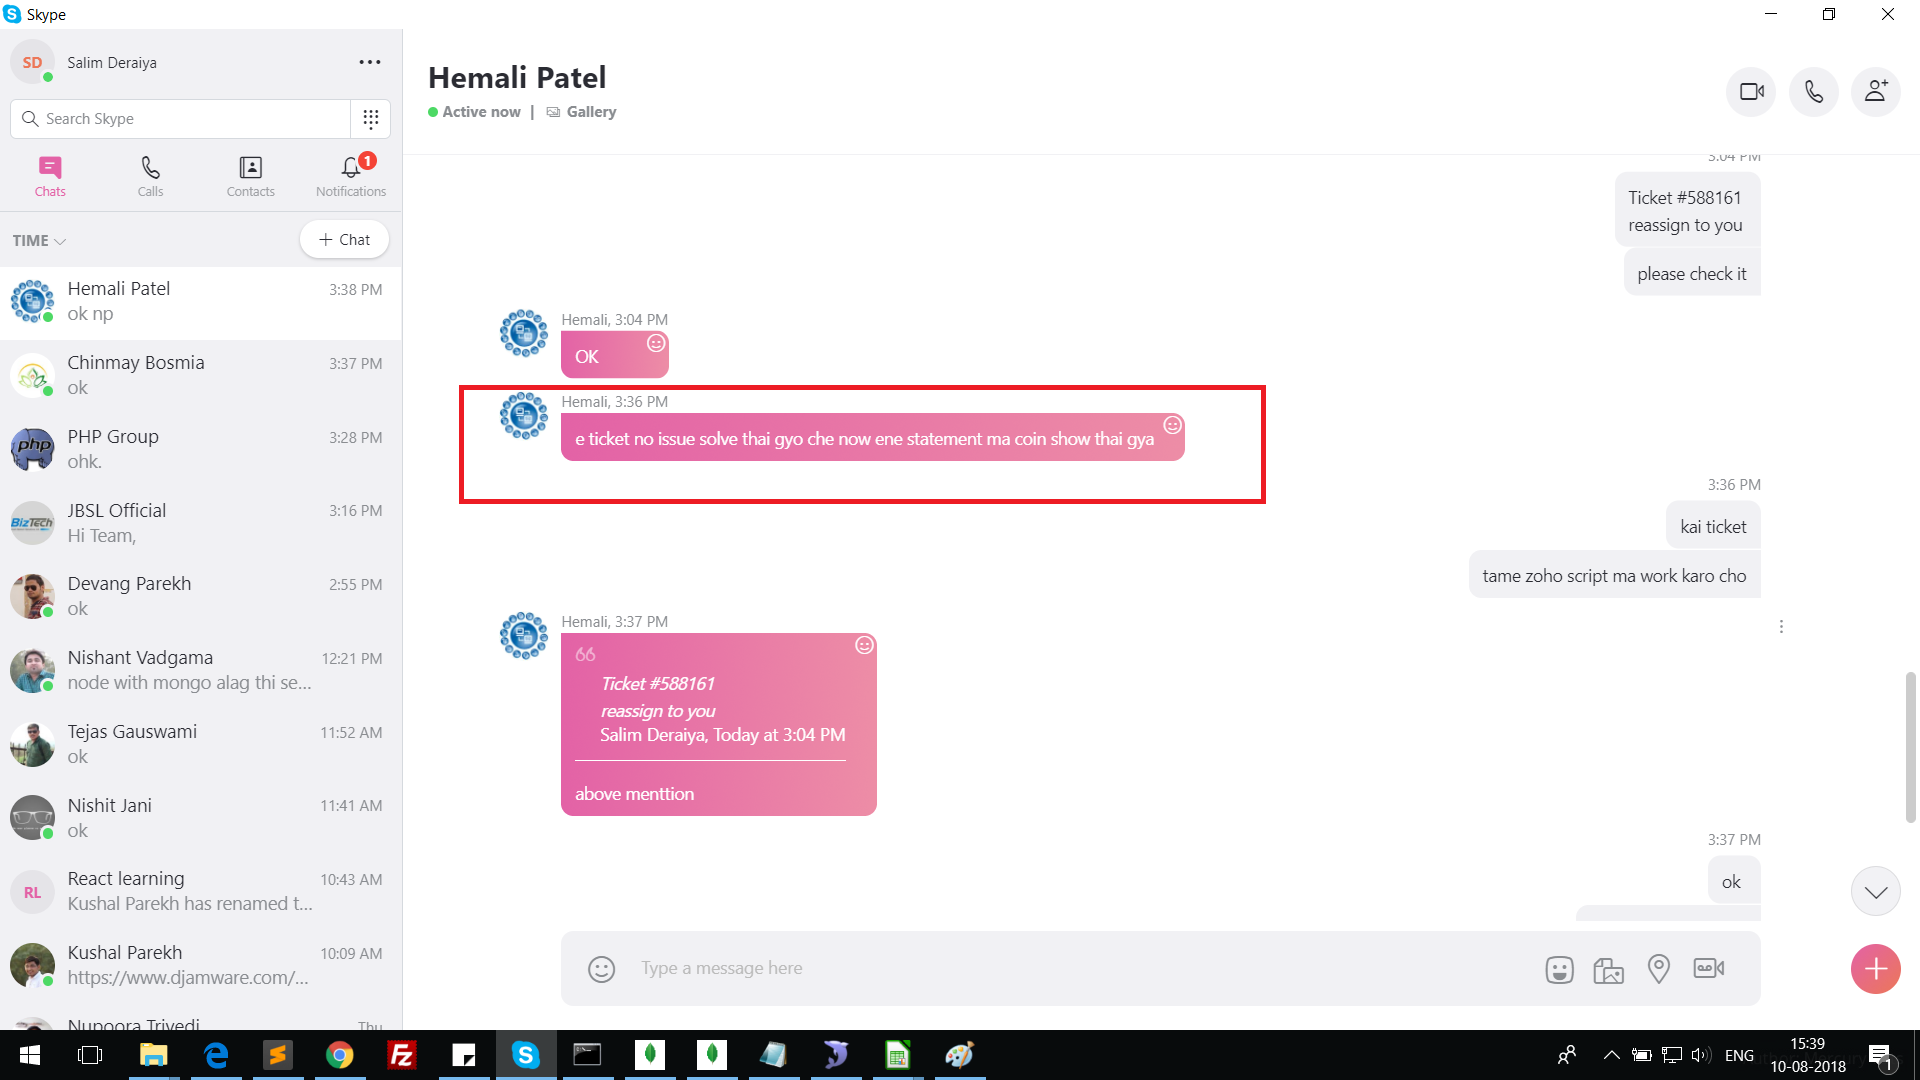 Skype
SD
Salim Deraiya
Search Skype
Chats
Calls
Contacts
1
Notifications
TIME
+ Chat
Hemali Patel
3:38 PM
ok np
Chinmay Bosmia
3:37 PM
ok
php
PHP Group
3:28 PM
ohk.
BizTech
JBSL Official
3:16 PM
Hi Team,
Devang Parekh
2:55 PM
ok
Nishant Vadgama
12:21 PM
node with mongo alag thi se...
Tejas Gauswami
11:52 AM
ok
Nishit Jani
11:41 AM
ok
RL
React learning
10:43 AM
Kushal Parekh has renamed t...
Kushal Parekh
10:09 AM
https://www.djamware.com/...
Nupoora Trivedi
Thu
Hemali Patel
Active now | Gallery
3:04 PM
Ticket #588161
reassign to you
please check it
Hemali, 3:04 PM
OK
Hemali, 3:36 PM
e ticket no issue solve thai gyo che now ene statement ma coin show thai gya
3:36 PM
kai ticket
tame zoho script ma work karo cho
Hemali, 3:37 PM
Ticket #588161
reassign to you
Salim Deraiya, Today at 3:04 PM
above menttion
3:37 PM
ok
Type a message here
ENG
15:39
10-08-2018
1